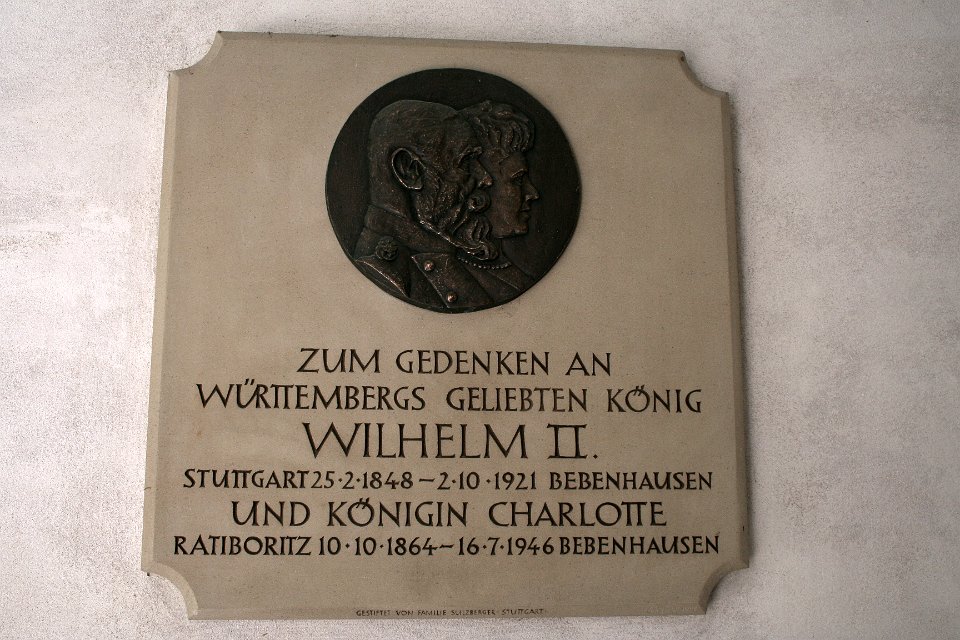 ZUM GEDENKEN AN
WÜRTTEMBERGS GELIEBTEN KÖNIG
WILHELM II.
STUTTGART 25·2·1848–2·10·1921 BEBENHAUSEN
UND KÖNIGIN CHARLOTTE
RATIBORITZ 10·10·1864–16·7·1946 BEBENHAUSEN
GESTIFTET VON FAMILIE SULZBERGER · STUTTGART